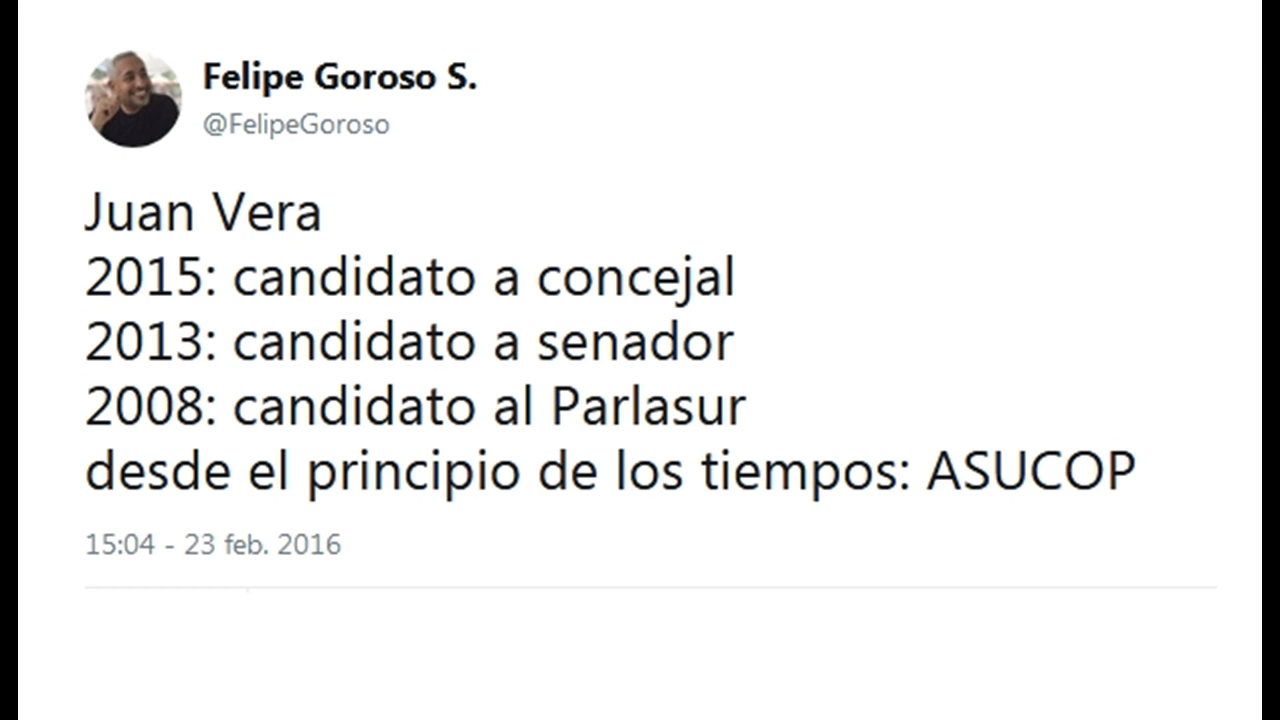 Felipe Goroso S.
@FelipeGoroso
Juan Vera
2015: candidato a concejal
2013: candidato a senador
2008: candidato al Parlasur
desde el principio de los tiempos: ASUCOP
15:04 - 23 feb. 2016